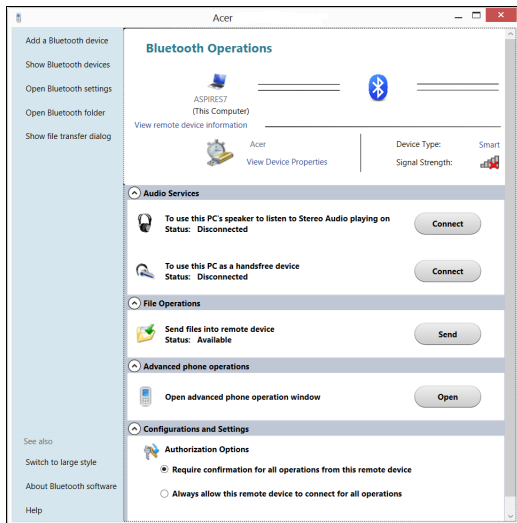 Acer
Add a Bluetooth device
Show Bluetooth devices
Open Bluetooth settings
Open Bluetooth folder
Show file transfer dialog
See also
Switch to large style
About Bluetooth software
Help
Bluetooth Operations
ASPIRES7
(This Computer)
View remote device information
Acer
View Device Properties
Device Type: Smart
Signal Strength:
Audio Services
To use this PC's speaker to listen to Stereo Audio playing on
Status: Disconnected
Connect
To use this PC as a handsfree device
Status: Disconnected
Connect
File Operations
Send files into remote device
Status: Available
Send
Advanced phone operations
Open advanced phone operation window
Open
Configurations and Settings
Authorization Options
Require confirmation for all operations from this remote device
Always allow this remote device to connect for all operations